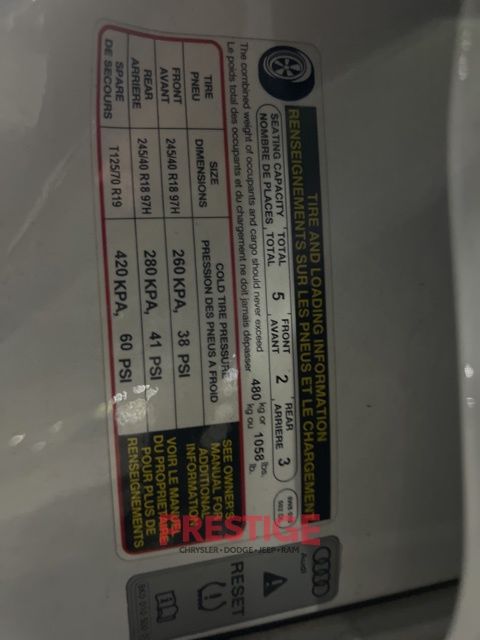 TIRE AND LOADING INFORMATION
RENSEIGNEMENTS SUR LES PNEUS ET LE CHARGEMENT
SEATING CAPACITY TOTAL 5 FRONT 2 REAR 3
NOMBRE DE PLACES TOTAL AVANT ARRIERE
The combined weight of occupants and cargo should never exceed 480 kg or 1058 lbs.
Le poids total des occupants et du chargement ne doit jamais dépasser kg ou lb.
TIRE SIZE COLD TIRE PRESSURE
PNEU DIMENSIONS PRESSION DES PNEUS A FROID
FRONT 245/40 R18 97H 260 KPA, 38 PSI
AVANT
REAR 245/40 R18 97H 280 KPA, 41 PSI
ARRIERE
SPARE T125/70 R19 420 KPA, 60 PSI
DE SECOURS
SEE OWNER'S
MANUAL FOR
ADDITIONAL
INFORMATION
VOIR LE MANUEL
DU PROPRIETAIRE
POUR PLUS DE
RENSEIGNEMENTS
Audi
RESET
PRESTIGE
CHRYSLER • DODGE • JEEP • RAM